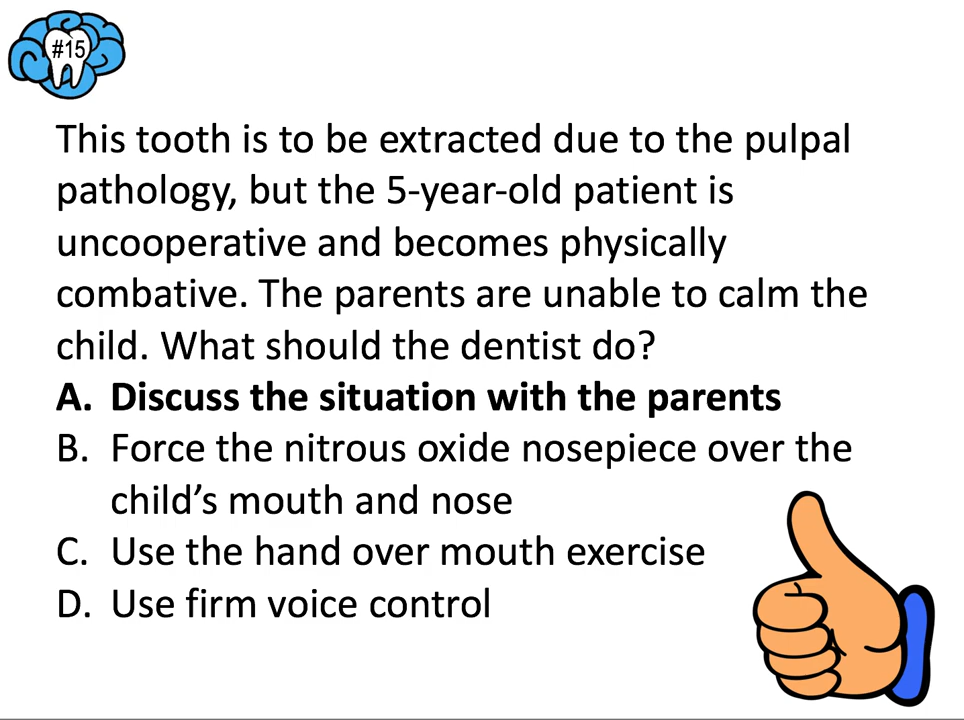 #15
This tooth is to be extracted due to the pulpal
pathology, but the 5-year-old patient is
uncooperative and becomes physically
combative. The parents are unable to calm the
child. What should the dentist do?
A. Discuss the situation with the parents
B. Force the nitrous oxide nosepiece over the
child’s mouth and nose
C. Use the hand over mouth exercise
D. Use firm voice control